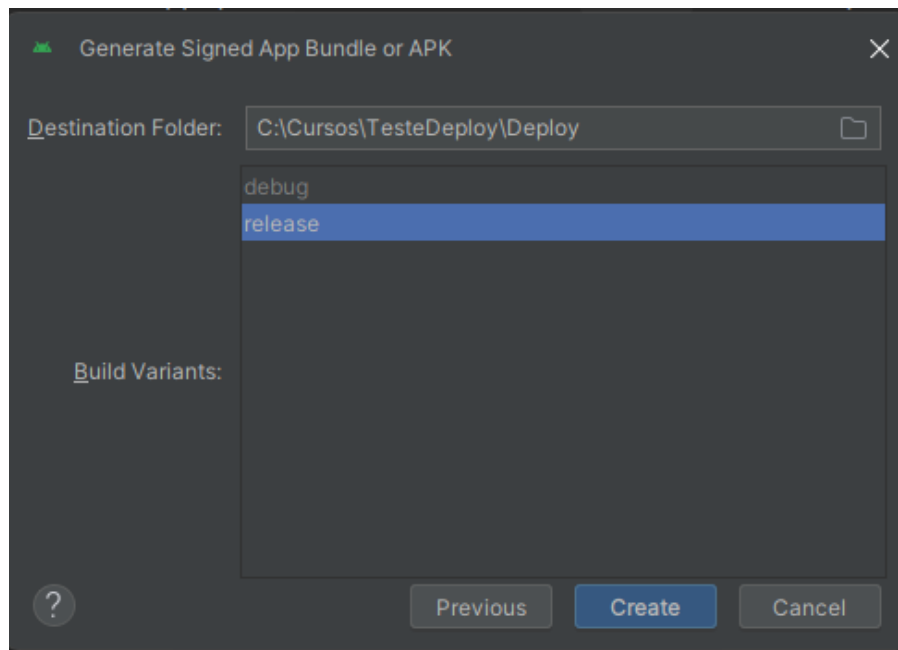 Generate Signed App Bundle or APK
Destination Folder: C:\Cursos\TesteDeploy\Deploy
debug
release
Build Variants:
? Previous Create Cancel